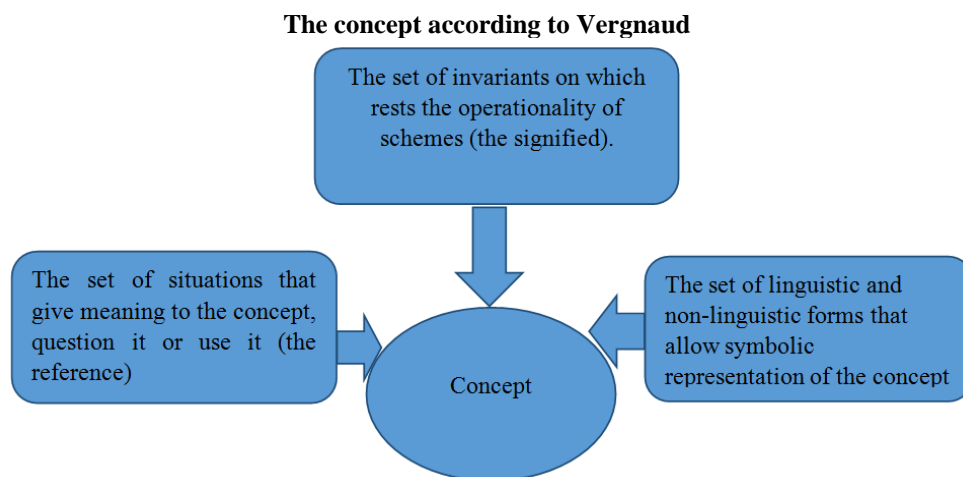 The concept according to Vergnaud
The set of invariants on which
rests the operationality of
schemes (the signified).
The set of situations that
give meaning to the concept,
question it or use it (the
reference)
The set of linguistic and
non-linguistic forms that
allow symbolic
representation of the concept
Concept